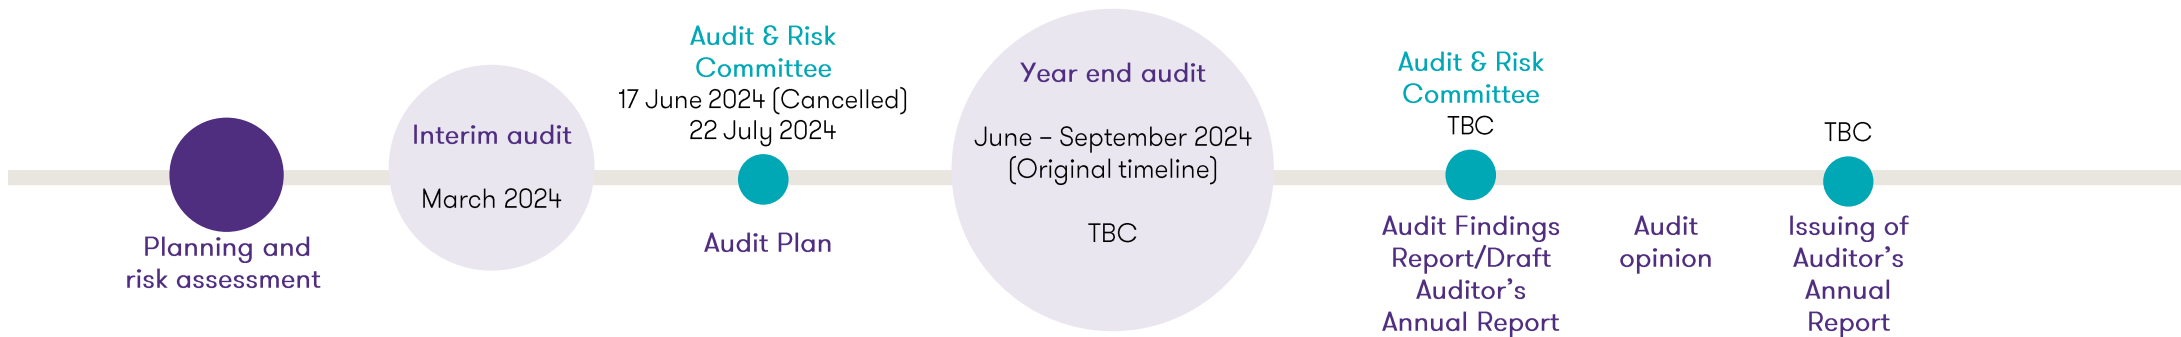 Planning and
risk assessment
Interim audit
March 2024
Audit & Risk
Committee
17 June 2024 (Cancelled)
22 July 2024
Audit Plan
Year end audit
June – September 2024
(Original timeline)
TBC
Audit & Risk
Committee
TBC
Audit Findings
Report/Draft
Auditor’s
Annual Report
Audit
opinion
TBC
Issuing of
Auditor’s
Annual
Report